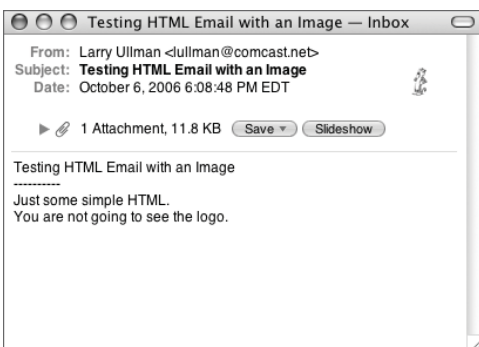 Testing HTML Email with an Image — Inbox
From: Larry Ullman <lullman@comcast.net>
Subject: Testing HTML Email with an Image
Date: October 6, 2006 6:08:48 PM EDT
1 Attachment, 11.8 KB Save Slideshow
Testing HTML Email with an Image
----------
Just some simple HTML.
You are not going to see the logo.